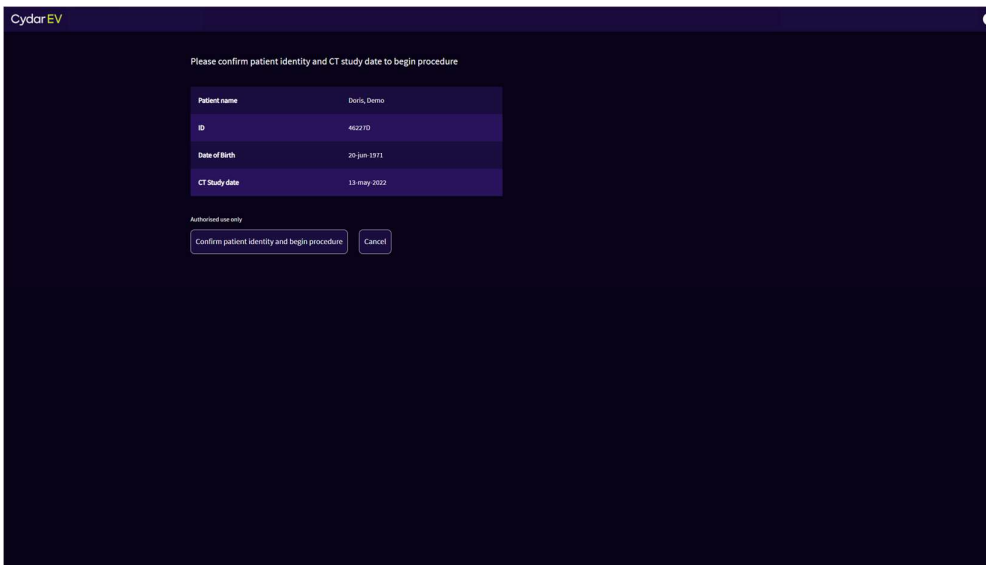 Cydar EV
Please confirm patient identity and CT study date to begin procedure
Patient name Doris, Demo
ID 46227D
Date of Birth 20-jun-1971
CT Study date 13-may-2022
Authorised use only
Confirm patient identity and begin procedure Cancel